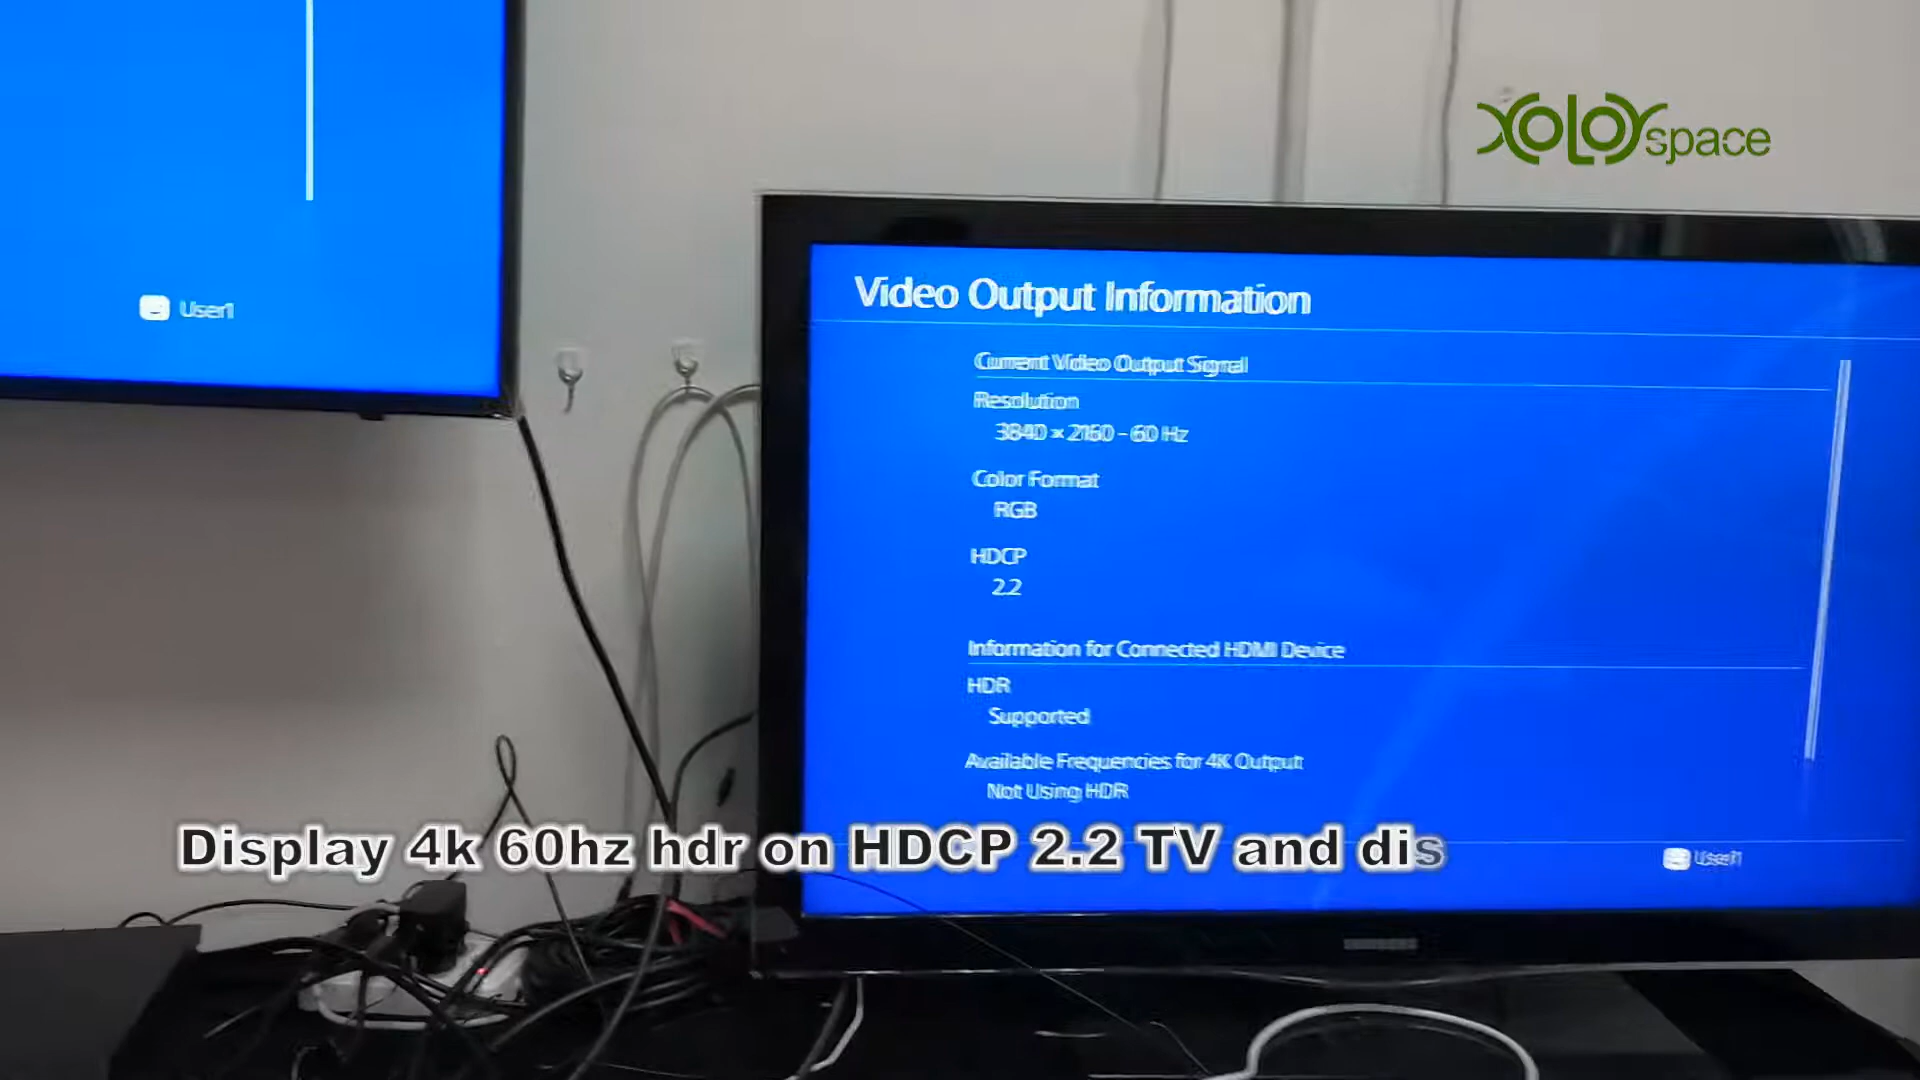 XOLORspace
User1
Video Output Information
Current Video Output Signal
Resolution
3840 × 2160 - 60 Hz
Color Format
RGB
HDCP
2.2
Information for Connected HDMI Device
HDR
Supported
Available Frequencies for 4K Output
Not Using HDR
Display 4k 60hz hdr on HDCP 2.2 TV and dis
User1